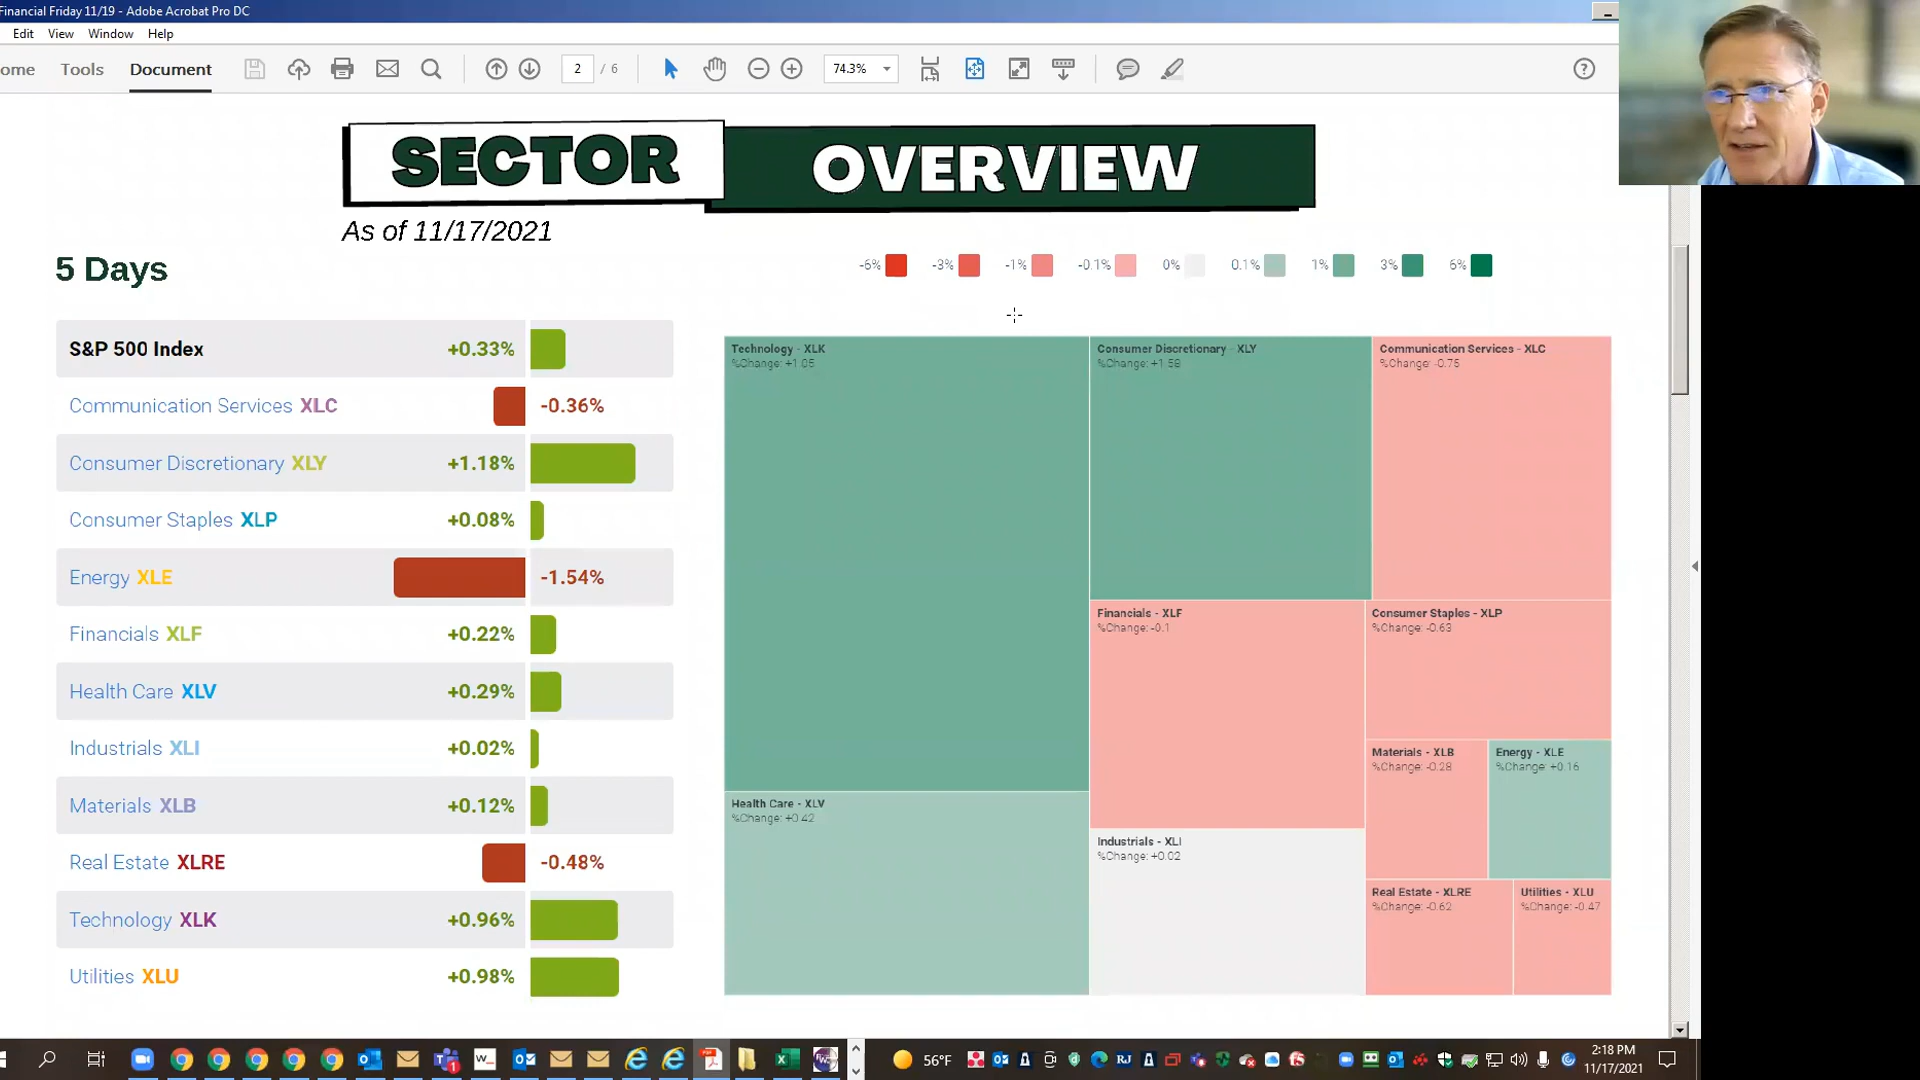 Financial Friday 11/19 - Adobe Acrobat Pro DC
Edit View Window Help
ome Tools Document 2 / 6 74.3%
SECTOR OVERVIEW
As of 11/17/2021
5 Days
-6% -3% -1% -0.1% 0% 0.1% 1% 3% 6%
S&P 500 Index +0.33%
Communication Services XLC -0.36%
Consumer Discretionary XLY +1.18%
Consumer Staples XLP +0.08%
Energy XLE -1.54%
Financials XLF +0.22%
Health Care XLV +0.29%
Industrials XLI +0.02%
Materials XLB +0.12%
Real Estate XLRE -0.48%
Technology XLK +0.96%
Utilities XLU +0.98%
Technology - XLK
%Change: +1.05
Consumer Discretionary - XLY
%Change: +1.58
Communication Services - XLC
%Change: -0.75
Financials - XLF
%Change: -0.1
Consumer Staples - XLP
%Change: -0.63
Materials - XLB
%Change: -0.28
Energy - XLE
%Change: +0.16
Health Care - XLV
%Change: +0.42
Industrials - XLI
%Change: +0.02
Real Estate - XLRE
%Change: -0.62
Utilities - XLU
%Change: -0.47
56°F
RJ
2:18 PM
11/17/2021